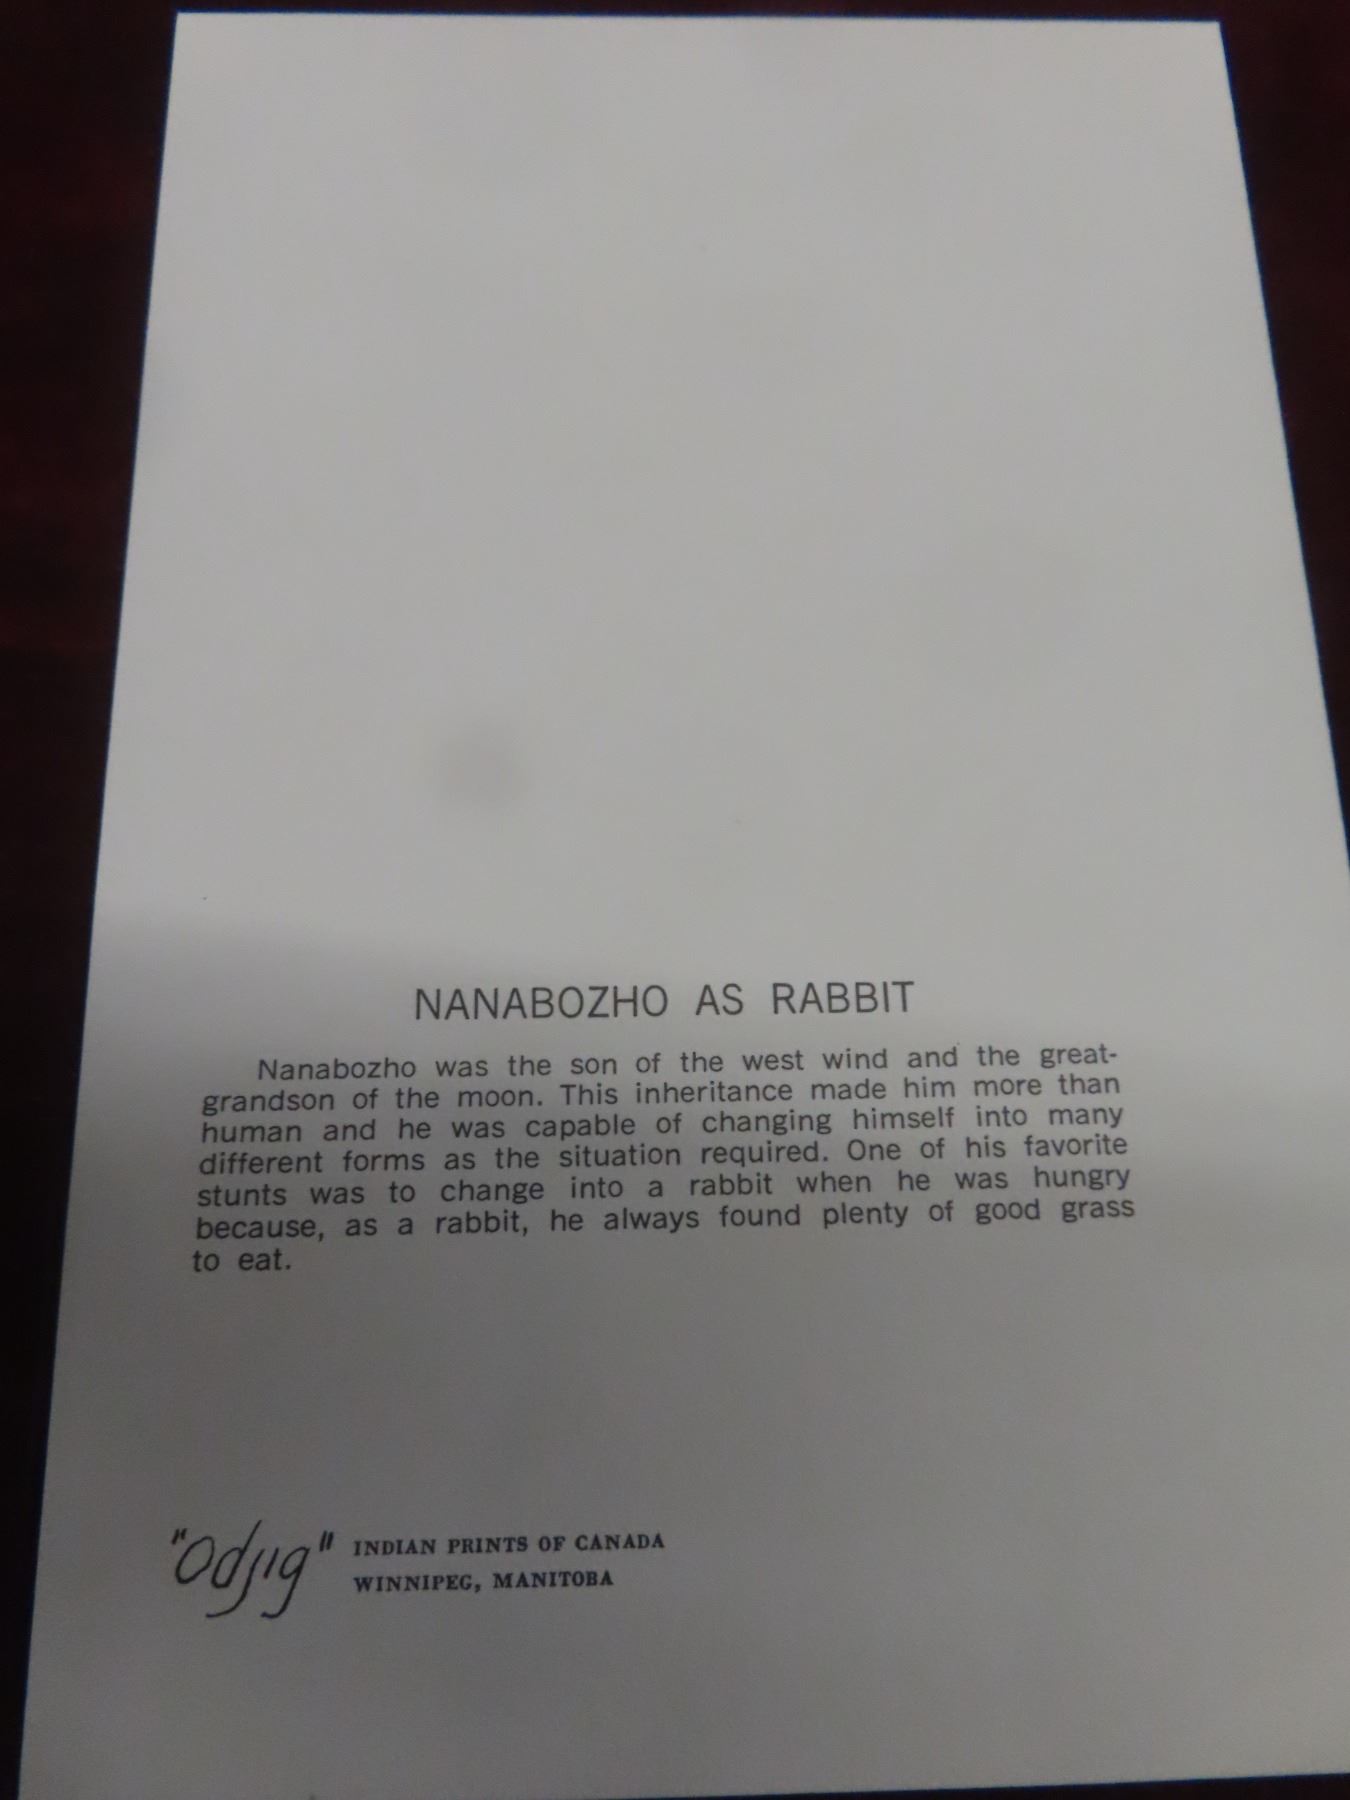 NANABOZHO AS RABBIT
Nanabozho was the son of the west wind and the great-
grandson of the moon. This inheritance made him more than
human and he was capable of changing himself into many
different forms as the situation required. One of his favorite
stunts was to change into a rabbit when he was hungry
because, as a rabbit, he always found plenty of good grass
to eat.
"Odjig" INDIAN PRINTS OF CANADA
WINNIPEG, MANITOBA